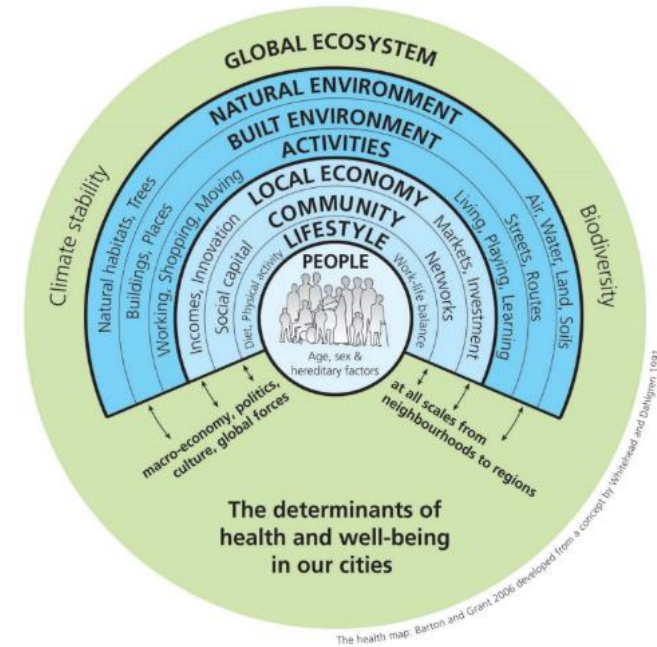 GLOBAL ECOSYSTEM
NATURAL ENVIRONMENT
BUILT ENVIRONMENT
ACTIVITIES
LOCAL ECONOMY
COMMUNITY
LIFESTYLE
PEOPLE
Age, sex &
hereditary factors
Climate stability
Natural habitats, Trees
Buildings, Places
Working, Shopping, Moving
Incomes, Innovation
Social capital
Diet, Physical activity
Work-life balance
Networks
Markets, Investment
Living, Playing, Learning
Streets, Routes
Air, Water, Land, Soils
Biodiversity
macro-economy, politics,
culture, global forces
at all scales from
neighbourhoods to regions
The determinants of
health and well-being
in our cities
The health map: Barton and Grant 2006 developed from a concept by Whitehead and Dahlgren 1991